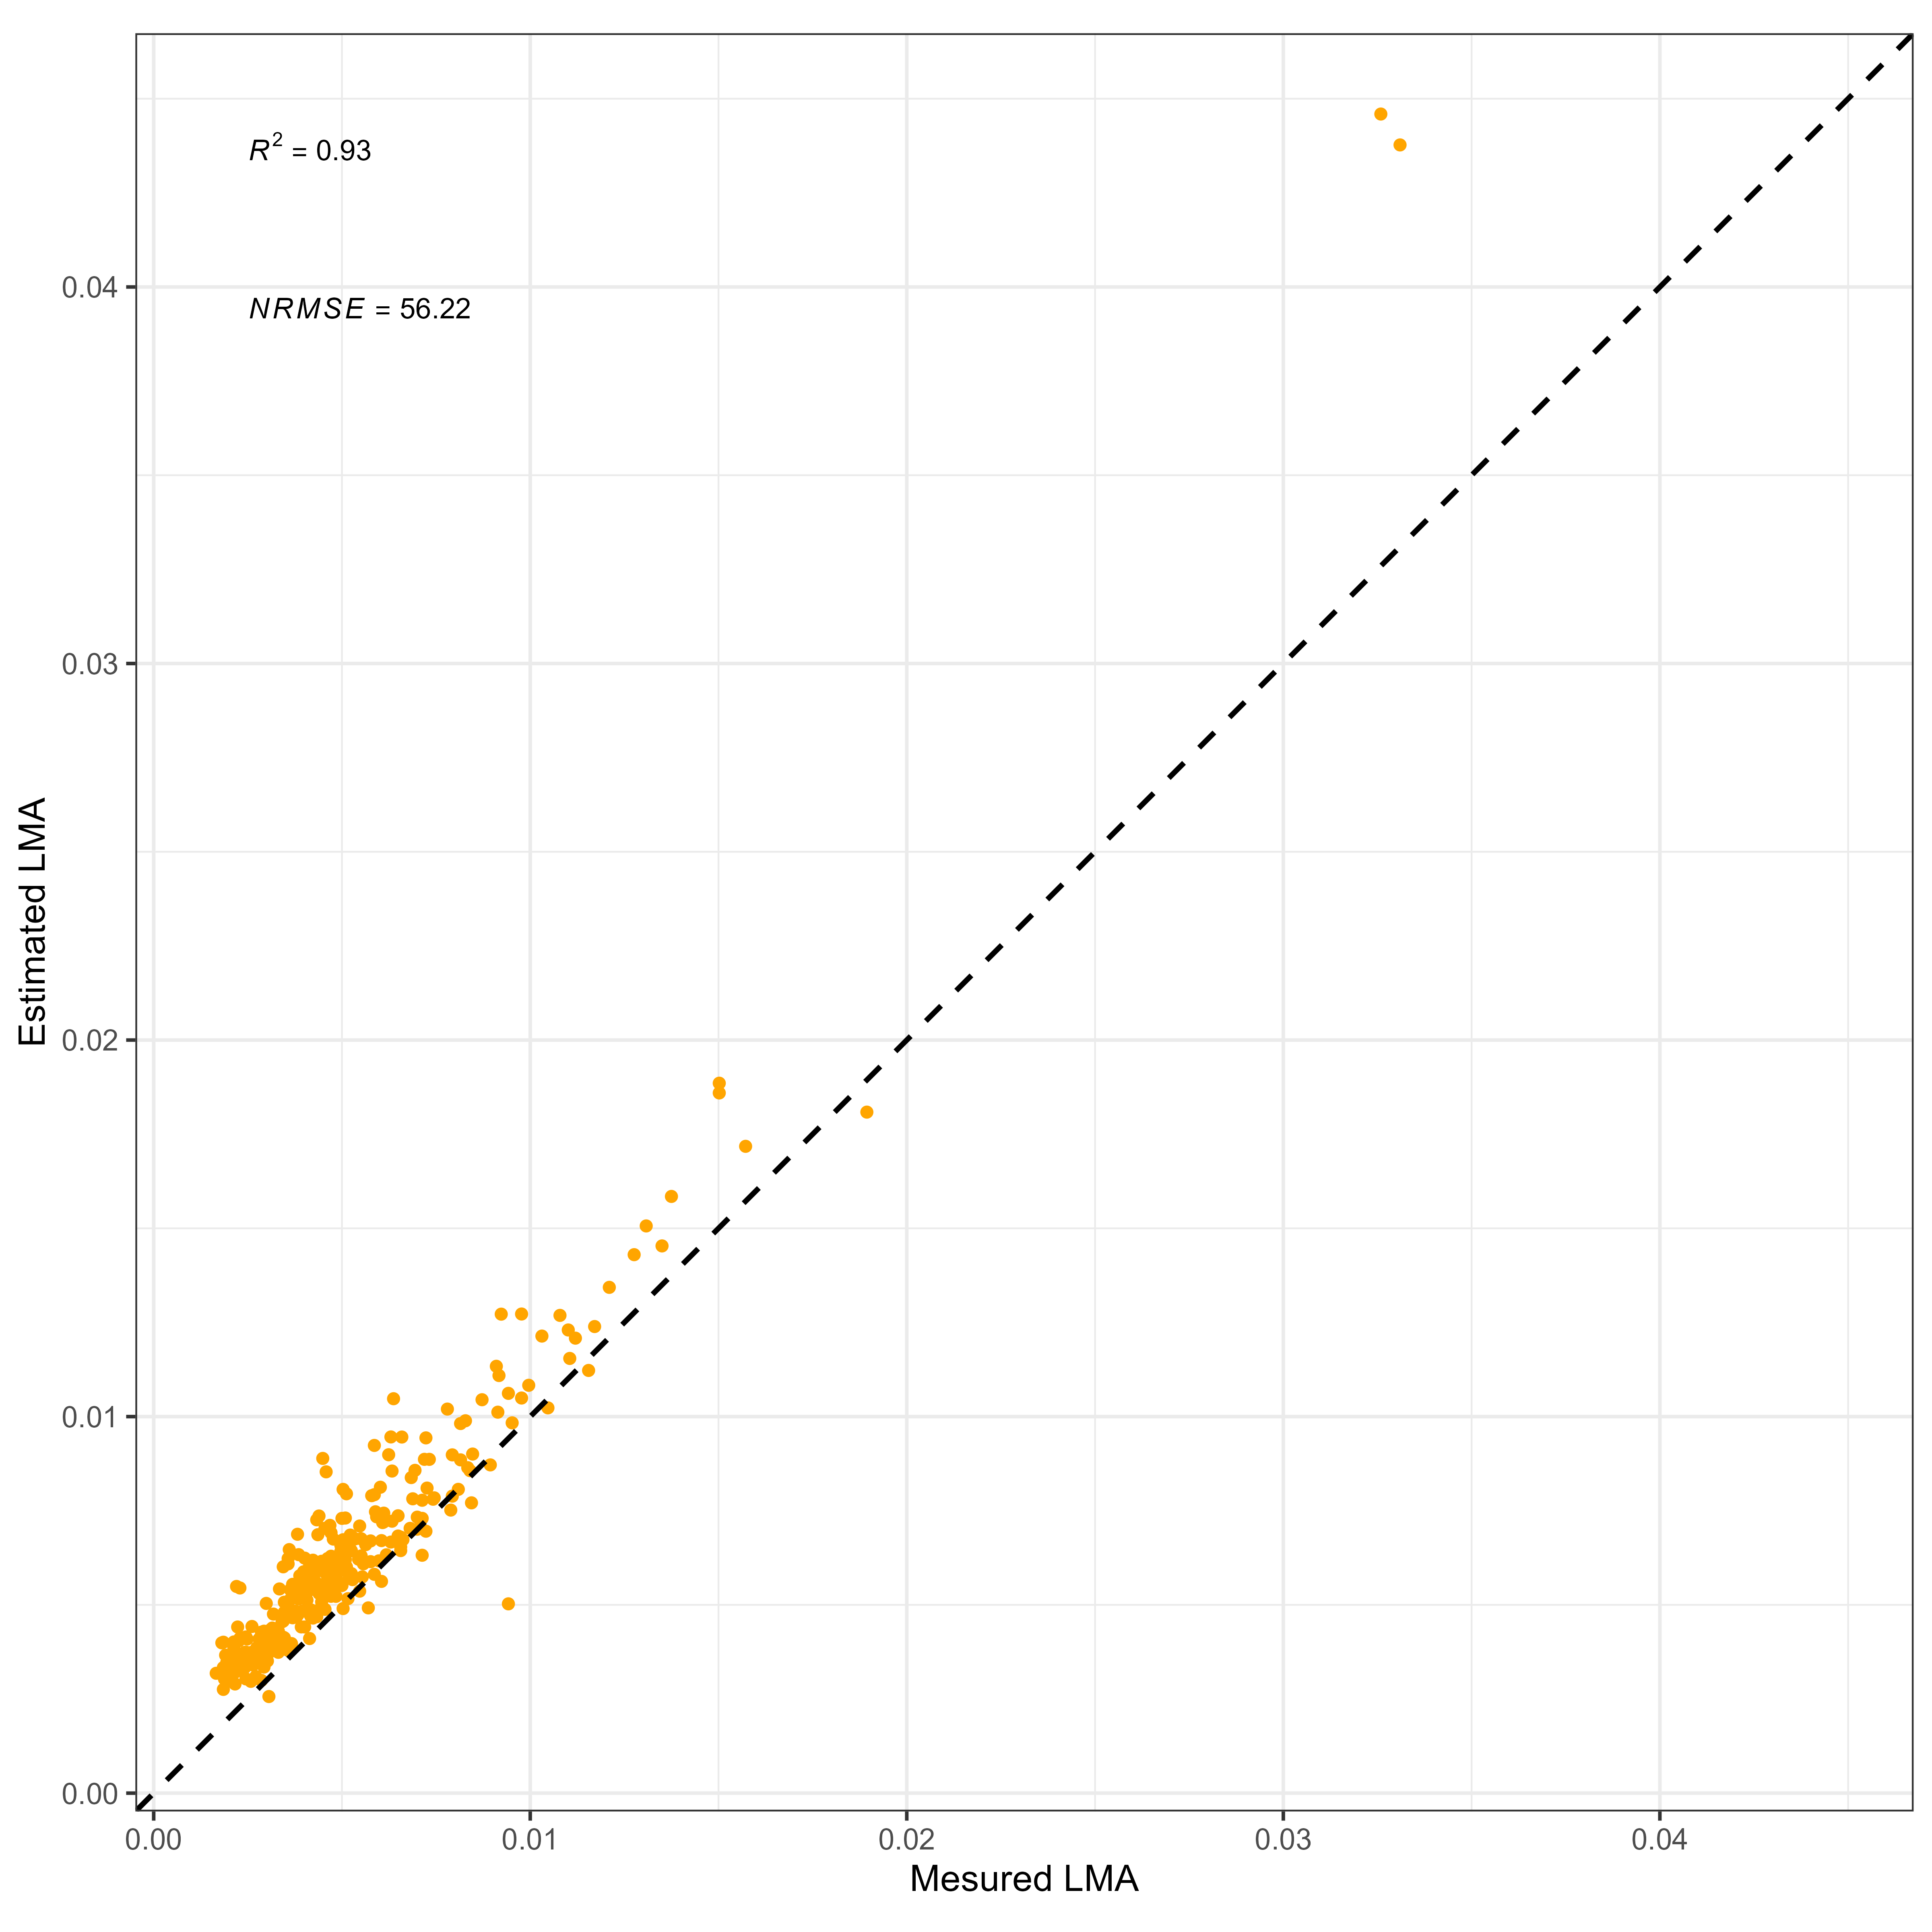 R² = 0.93
NRMSE = 56.22
Estimated LMA
0.04
0.03
0.02
0.01
0.00
0.00 0.01 0.02 0.03 0.04
Mesured LMA